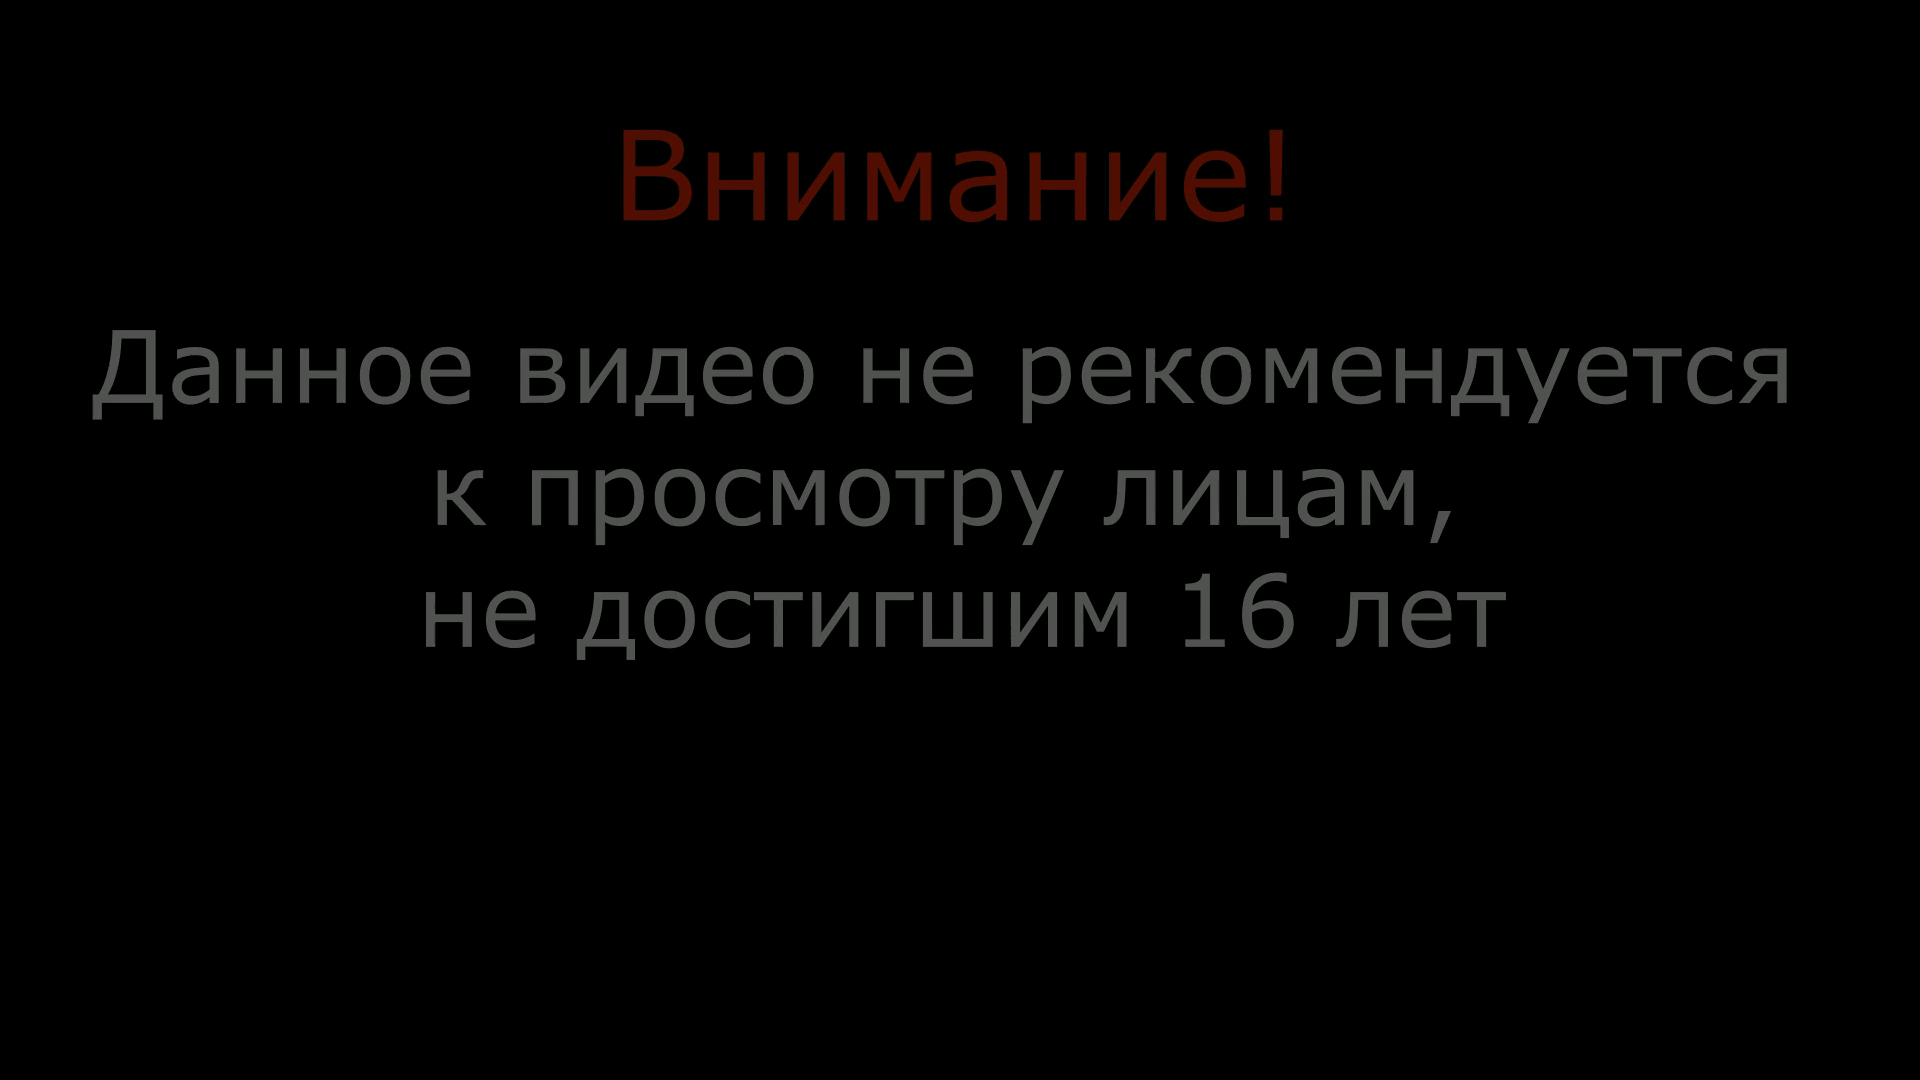 Внимание!
Данное видео не рекомендуется
к просмотру лицам,
не достигшим 16 лет